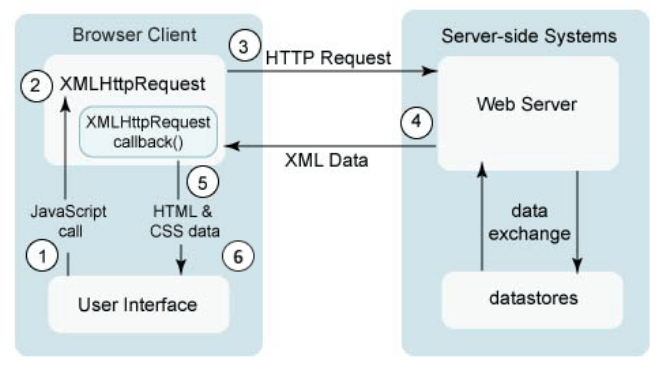 Browser Client
2
XMLHttpRequest
XMLHttpRequest
callback()
5
JavaScript
call
HTML &
CSS data
1
6
User Interface
3
HTTP Request
4
XML Data
Server-side Systems
Web Server
data
exchange
datastores